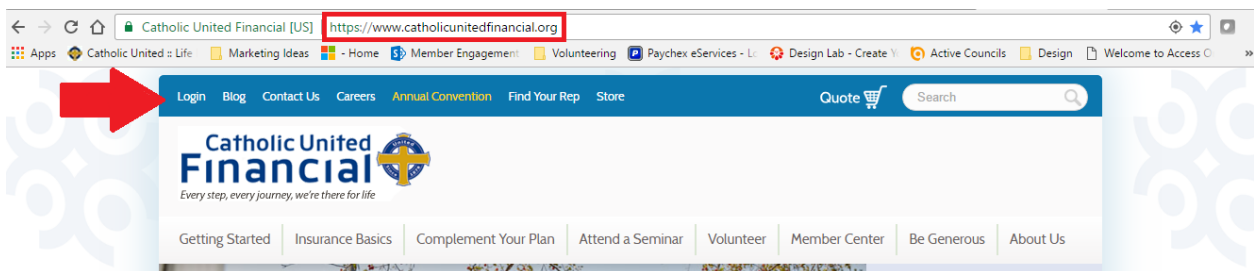 Catholic United Financial [US] https://www.catholicunitedfinancial.org
Apps Catholic United :: Life Marketing Ideas - Home Member Engagement Volunteering Paychex eServices - Design Lab - Create Active Councils Design Welcome to Access »
Login Blog Contact Us Careers Annual Convention Find Your Rep Store Quote Search
Catholic United
Financial
Every step, every journey, we're there for life
Getting Started Insurance Basics Complement Your Plan Attend a Seminar Volunteer Member Center Be Generous About Us